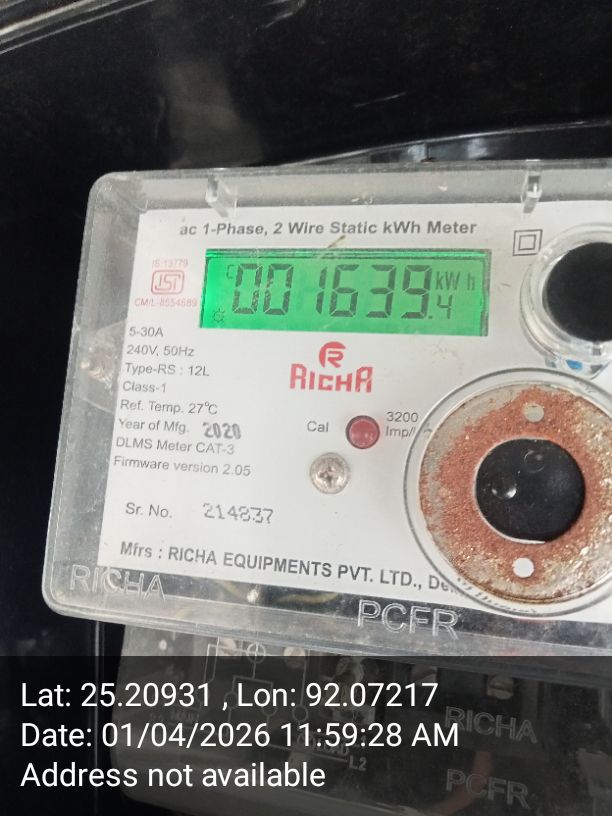 ac 1-Phase, 2 Wire Static kWh Meter
IS 13779
ISI
CM/L-8554689
C 001639.4 kWh
5-30A
240V, 50Hz
Type-RS : 12L
Class-1
Ref. Temp. 27°C
Year of Mfg. 2020
DLMS Meter CAT-3
Firmware version 2.05
RICHA
Cal
3200
Imp/
Sr. No. 214837
Mfrs : RICHA EQUIPMENTS PVT. LTD.,
RICHA
PCFR
RICHA
L2
PCFR
Lat: 25.20931 , Lon: 92.07217
Date: 01/04/2026 11:59:28 AM
Address not available